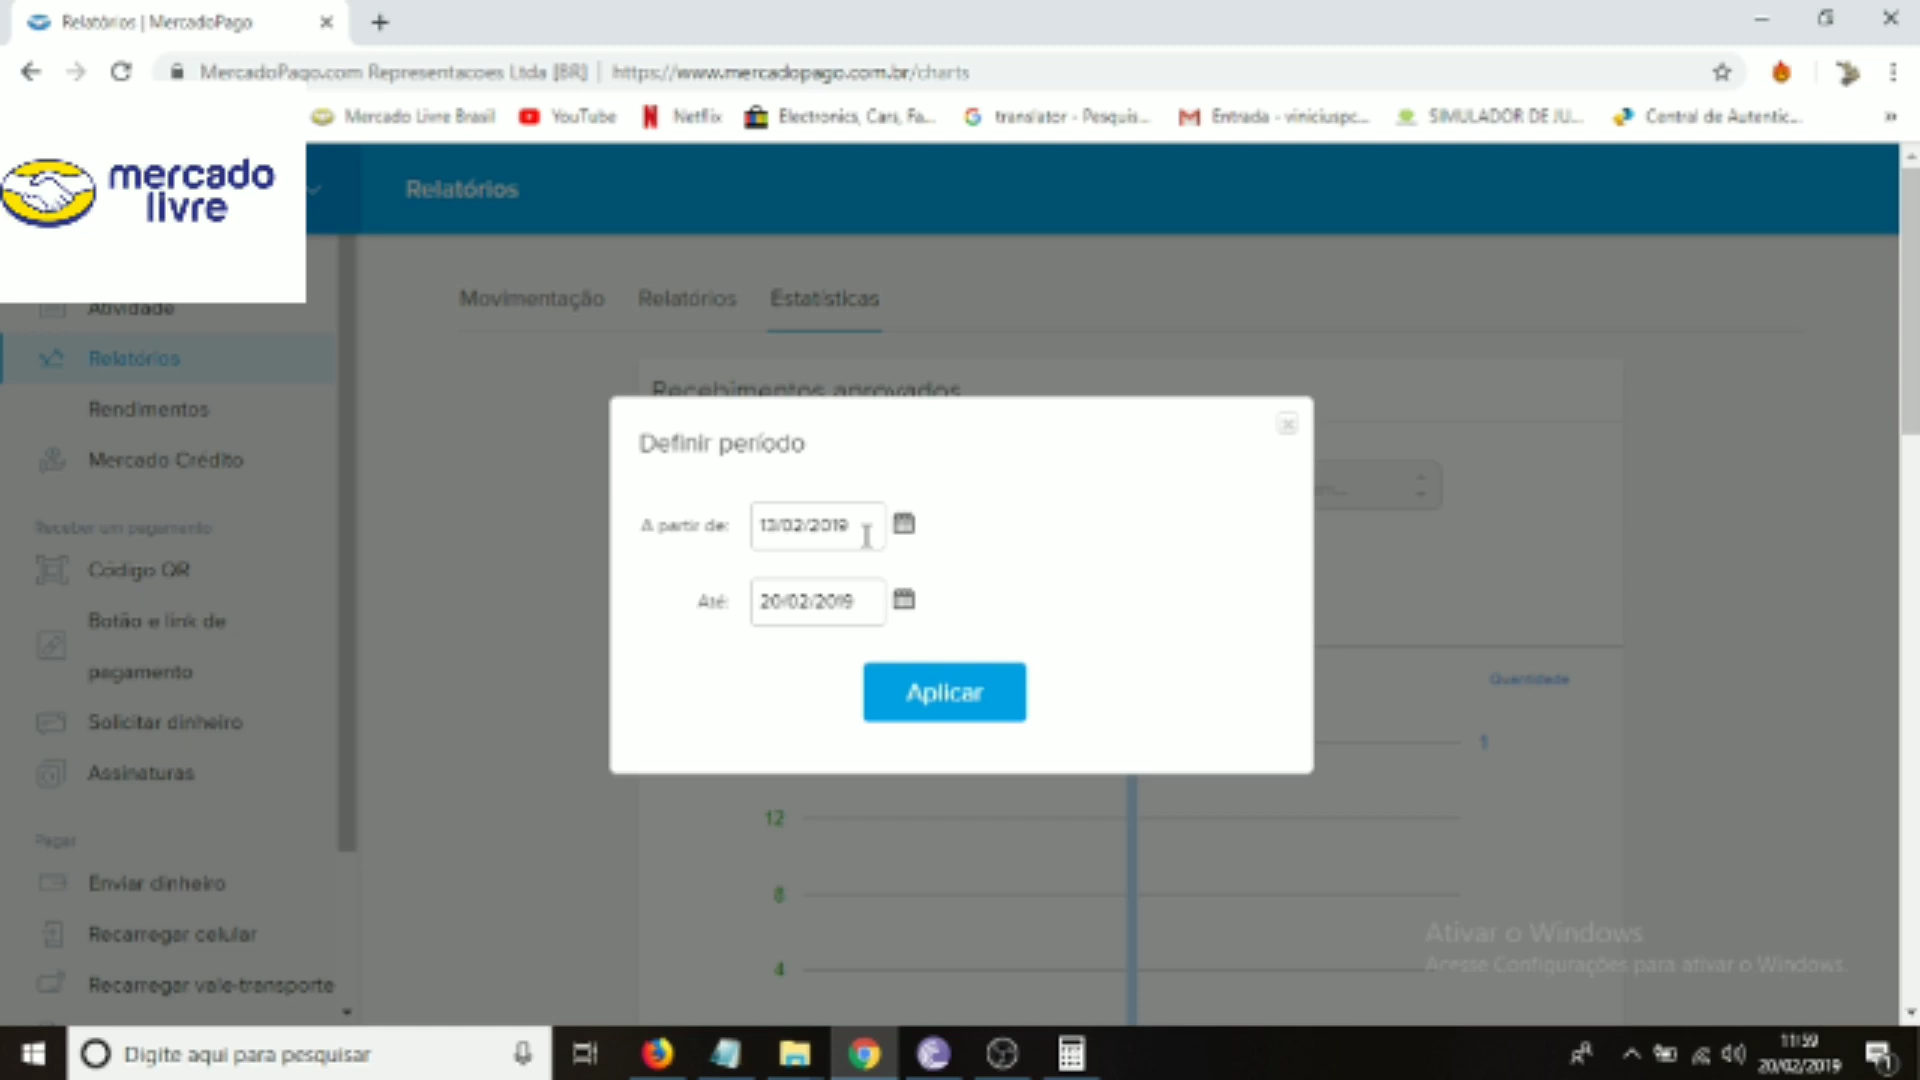 Relatórios | MercadoPago
MercadoPago.com Representacoes Ltda [BR] | https://www.mercadopago.com.br/charts
Mercado Livre Brasil
YouTube
Netflix
Electronics, Cars, Fa...
translator - Pesquis...
Entrada - viniciuspc...
SIMULADOR DE JU...
Central de Autentic...
mercado
livre
Relatórios
Movimentação
Relatórios
Estatísticas
Atividade
Relatórios
Rendimentos
Mercado Crédito
Receber um pagamento
Código QR
Botão e link de
pagamento
Solicitar dinheiro
Assinaturas
Pagar
Enviar dinheiro
Recarregar celular
Recarregar vale-transporte
Recebimentos aprovados
Definir período
A partir de: 13/02/2019
Até: 20/02/2019
Aplicar
Quantidade
1
12
8
4
Ativar o Windows
Acesse Configurações para ativar o Windows.
Digite aqui para pesquisar
11:59
20/02/2019
1